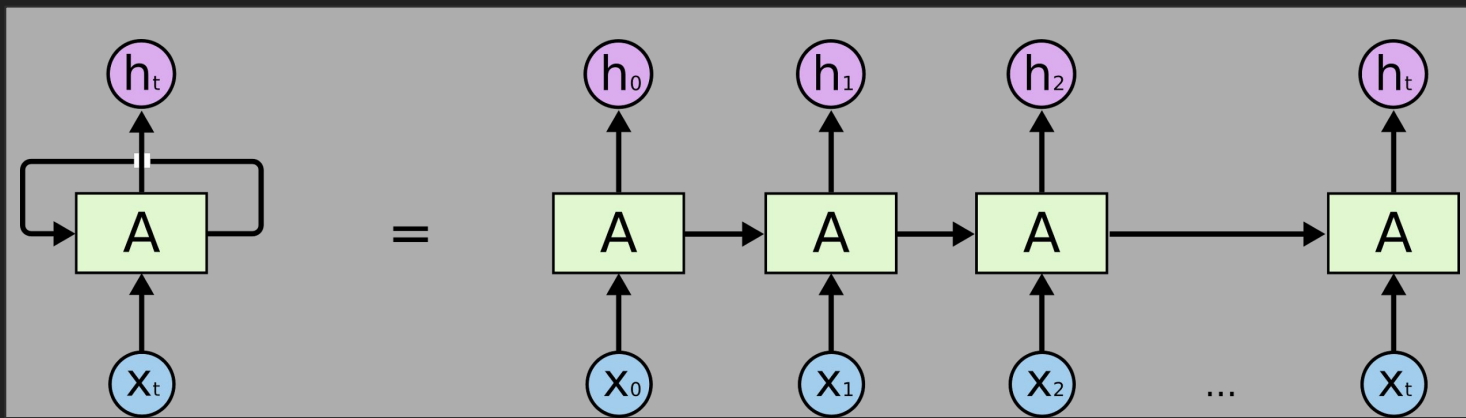 ht h0 h1 h2 ht
A = A A A A
xt x0 x1 x2 ... xt